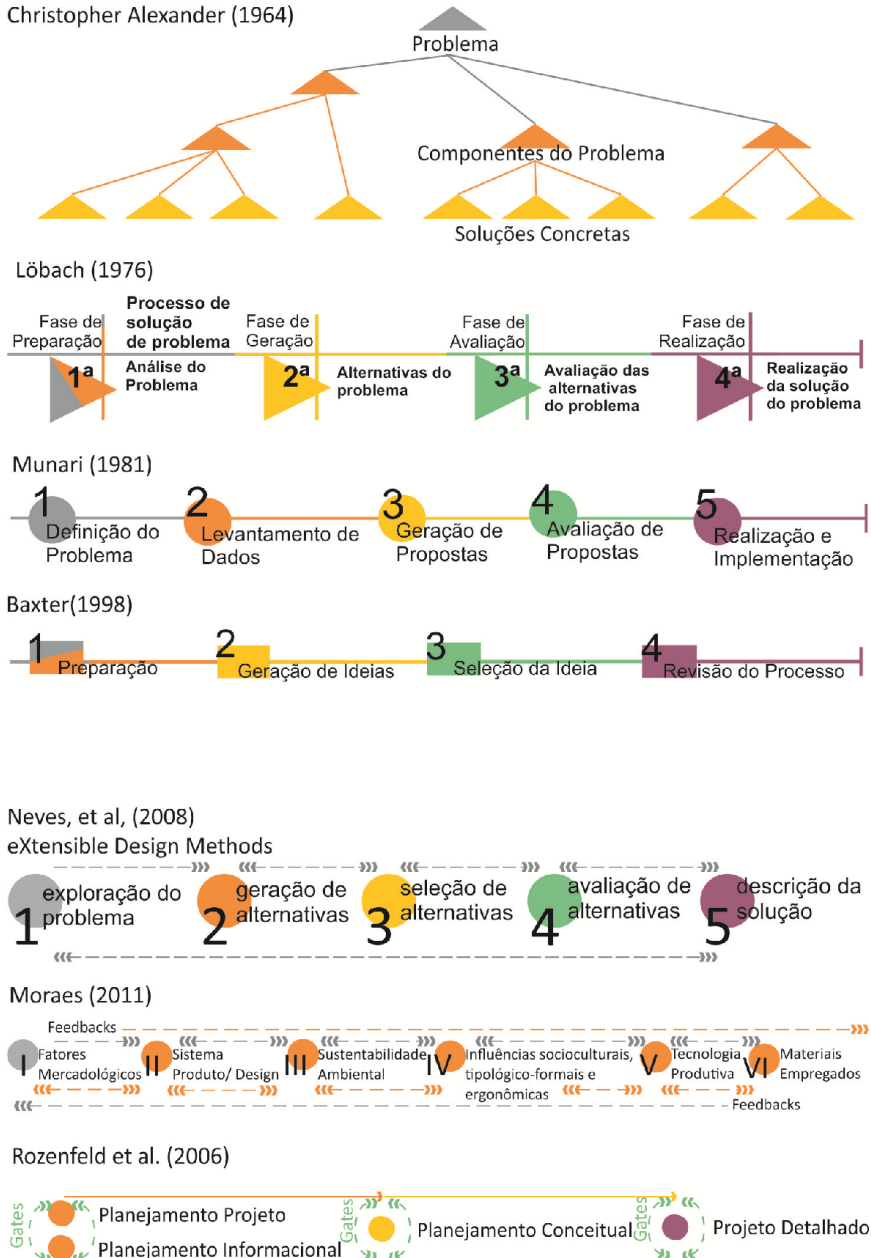 Christopher Alexander (1964)
Problema
Componentes do Problema
Soluções Concretas
Löbach (1976)
Fase de
Preparação
1ª
Processo de
solução
de problema
Análise do
Problema
Fase de
Geração
2ª
Alternativas do
problema
Fase de
Avaliação
3ª
Avaliação das
alternativas
do problema
Fase de
Realização
4ª
Realização
da solução
do problema
Munari (1981)
1
Definição do
Problema
2
Levantamento de
Dados
3
Geração de
Propostas
4
Avaliação de
Propostas
5
Realização e
Implementação
Baxter(1998)
1
Preparação
2
Geração de Ideias
3
Seleção da Ideia
4
Revisão do Processo
Neves, et al, (2008)
eXtensible Design Methods
1
exploração do
problema
2
geração de
alternativas
3
seleção de
alternativas
4
avaliação de
alternativas
5
descrição da
solução
Moraes (2011)
Feedbacks
I
Fatores
Mercadológicos
II
Sistema
Produto/ Design
III
Sustentabilidade
Ambiental
IV
Influências socioculturais,
tipológico-formais e
ergonômicas
V
Tecnologia
Produtiva
VI
Materiais
Empregados
Feedbacks
Rozenfeld et al. (2006)
Gates
Planejamento Projeto
Planejamento Informacional
Gates
Planejamento Conceitual
Gates
Projeto Detalhado